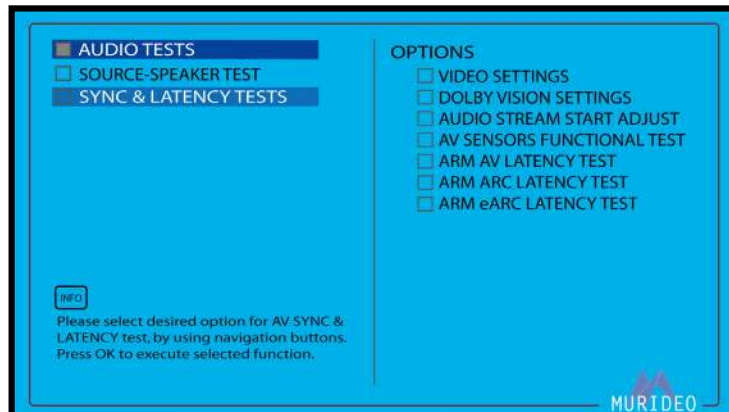 AUDIO TESTS
SOURCE-SPEAKER TEST
SYNC & LATENCY TESTS
INFO
Please select desired option for AV SYNC &
LATENCY test, by using navigation buttons.
Press OK to execute selected function.
OPTIONS
VIDEO SETTINGS
DOLBY VISION SETTINGS
AUDIO STREAM START ADJUST
AV SENSORS FUNCTIONAL TEST
ARM AV LATENCY TEST
ARM ARC LATENCY TEST
ARM eARC LATENCY TEST
MURIDEO